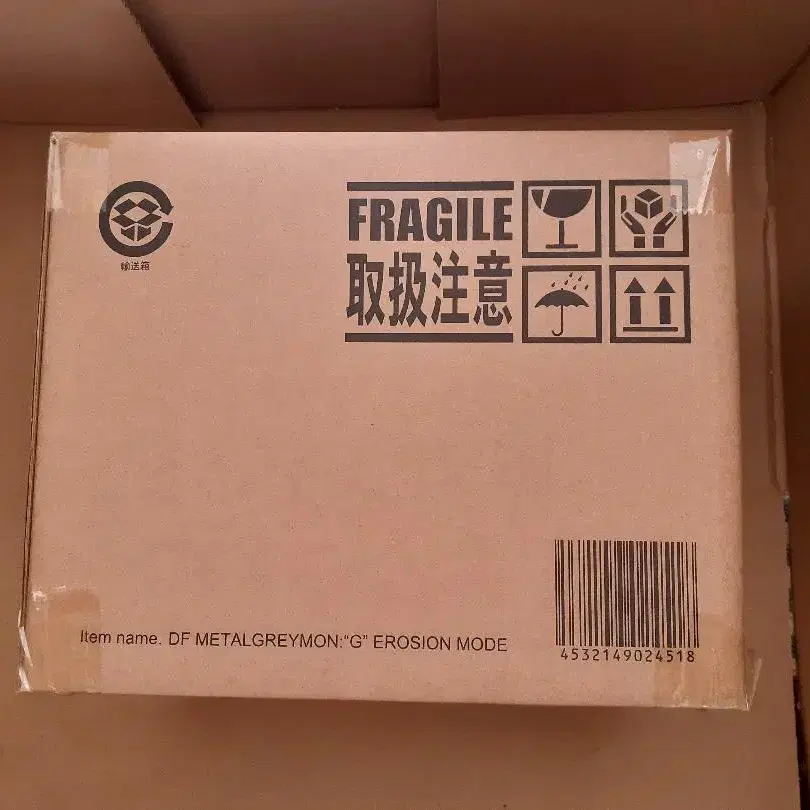 輸送箱
FRAGILE
取扱注意
Item name. DF METALGREYMON:“G” EROSION MODE
4532149024518